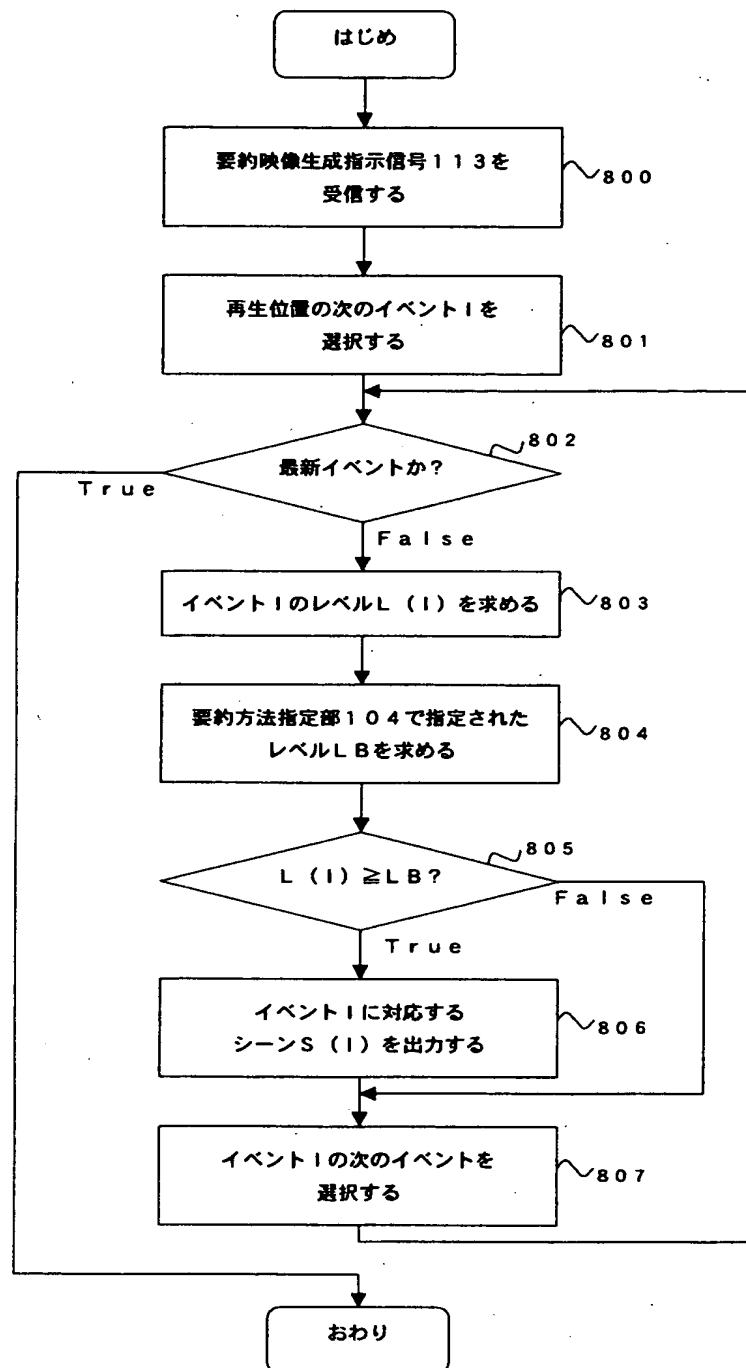 はじめ
要約映像生成指示信号113を
受信する
800
再生位置の次のイベントIを
選択する
801
802
最新イベントか?
True
False
イベントIのレベルL(I)を求める
803
要約方法指定部104で指定された
レベルLBを求める
804
805
L(I)≧LB?
False
True
イベントIに対応する
シーンS(I)を出力する
806
イベントIの次のイベントを
選択する
807
おわり